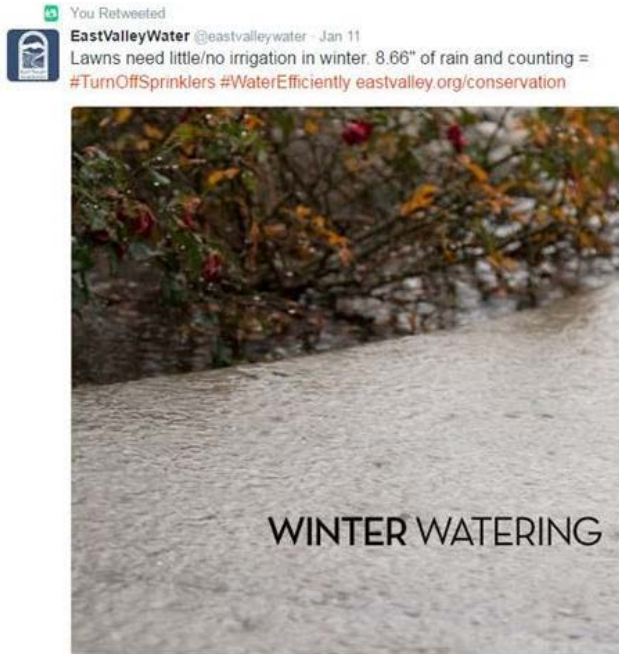 You Retweeted
EastValleyWater @eastvalleywater · Jan 11
Lawns need little/no irrigation in winter. 8.66" of rain and counting =
#TurnOffSprinklers #WaterEfficiently eastvalley.org/conservation
WINTER WATERING